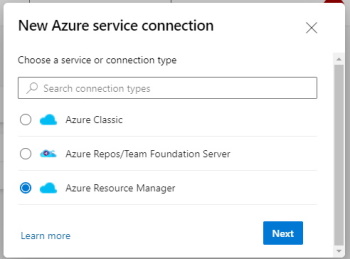 New Azure service connection
Choose a service or connection type
Search connection types
Azure Classic
Azure Repos/Team Foundation Server
Azure Resource Manager
Learn more
Next